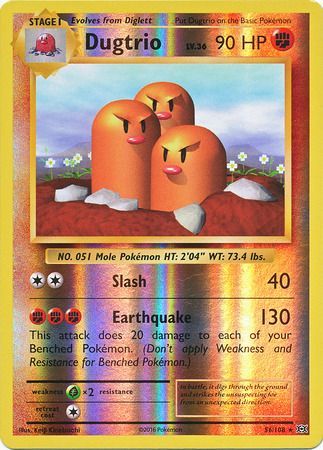 STAGE 1 Evolves from Diglett Put Dugtrio on the Basic Pokémon
Dugtrio LV.36 90 HP
NO. 051 Mole Pokémon HT: 2'04" WT: 73.4 lbs.
Slash 40
Earthquake 130
This attack does 20 damage to each of your
Benched Pokémon. (Don't apply Weakness and
Resistance for Benched Pokémon.)
weakness ×2 resistance
retreat
cost
In battle, it digs through the ground
and strikes the unsuspecting foe
from an unexpected direction.
Illus. Keiji Kinebuchi ©2016 Pokémon 56/108 ★